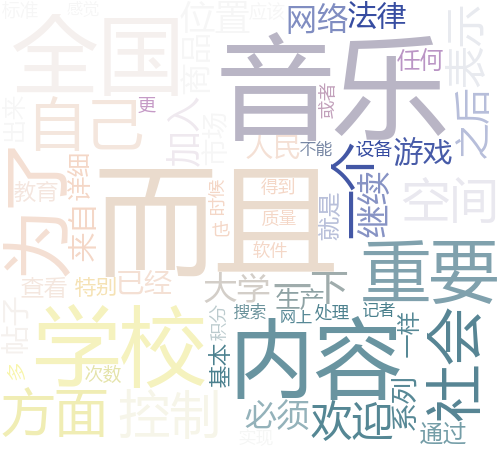 标准
感觉
位置
应该
网络
法律
全国
商品
音乐
任何
表示
自己
加入
市场
或者
更
之后
出来
人民
不能
设备
游戏
为了
来自
详细
而且
一个
继续
教育
得到
时候
质量
也
就是
空间
软件
查看
特别
已经
大学
一下
生产
重要
帖子
学校
内容
搜索
网上
处理
记者
积分
基本
一样
社会
多
次数
方面
控制
必须
欢迎
系列
通过
实现